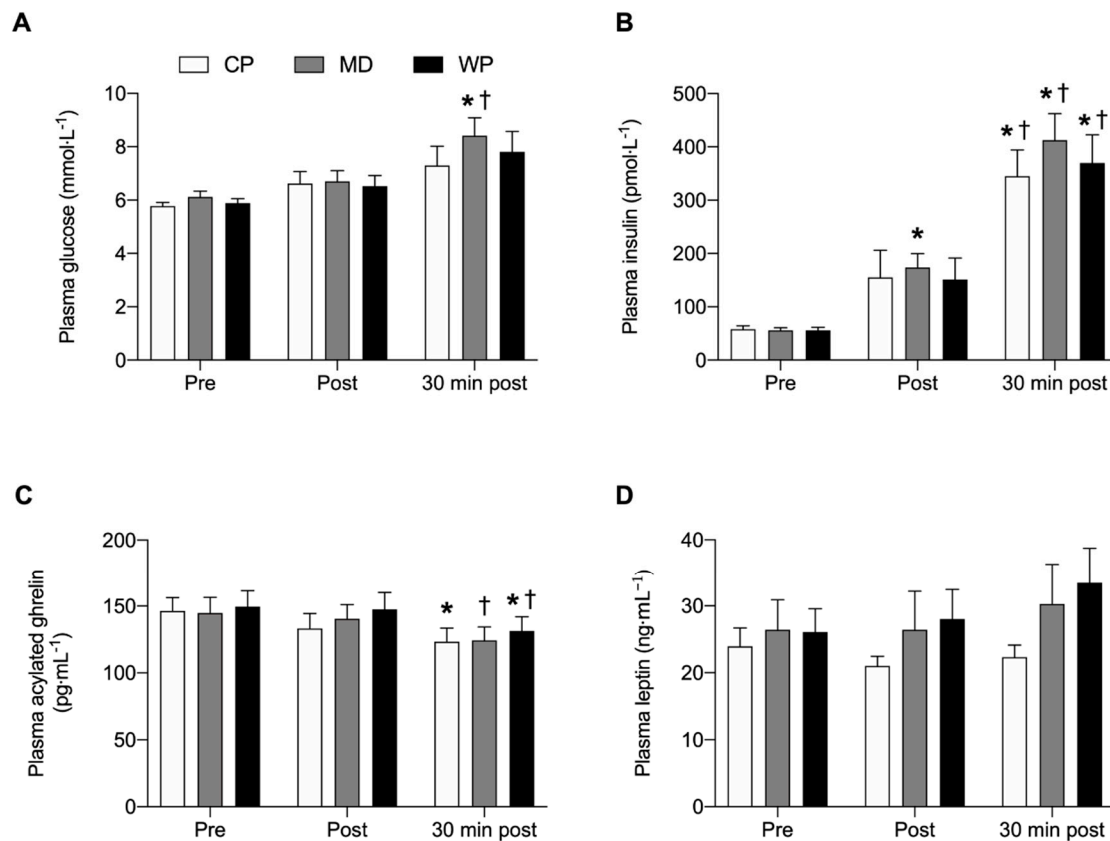 A
CP MD WP
Plasma glucose (mmol·L⁻¹)
10
8
6
4
2
0
* †
Pre Post 30 min post
B
Plasma insulin (pmol·L⁻¹)
500
400
300
200
100
0
*
* † * † * †
Pre Post 30 min post
C
Plasma acylated ghrelin
(pg·mL⁻¹)
200
150
100
50
0
* † * †
Pre Post 30 min post
D
Plasma leptin (ng·mL⁻¹)
40
30
20
10
0
Pre Post 30 min post